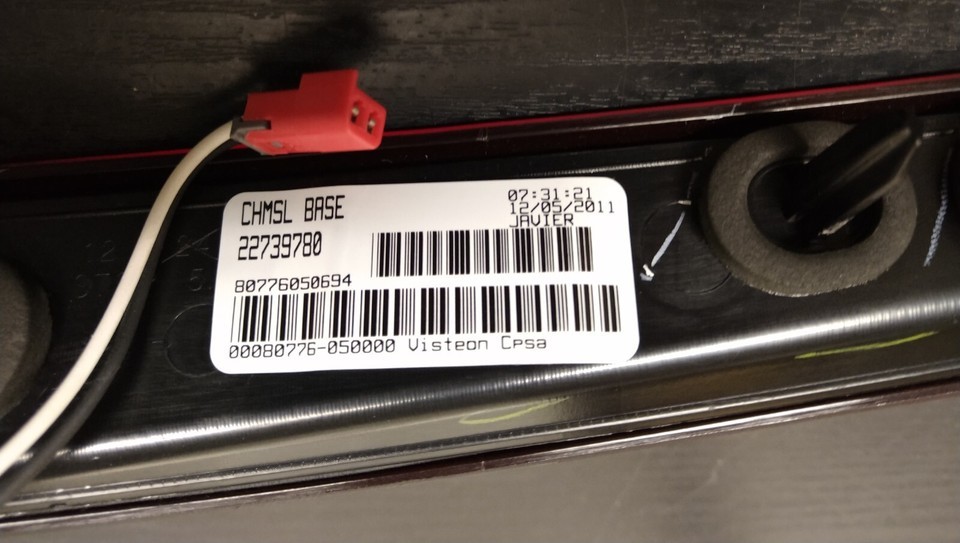 CHMSL BASE
07:31:21
12/05/2011
JAVIER
22739780
80776050694
00080776-050000 Visteon Cpsa